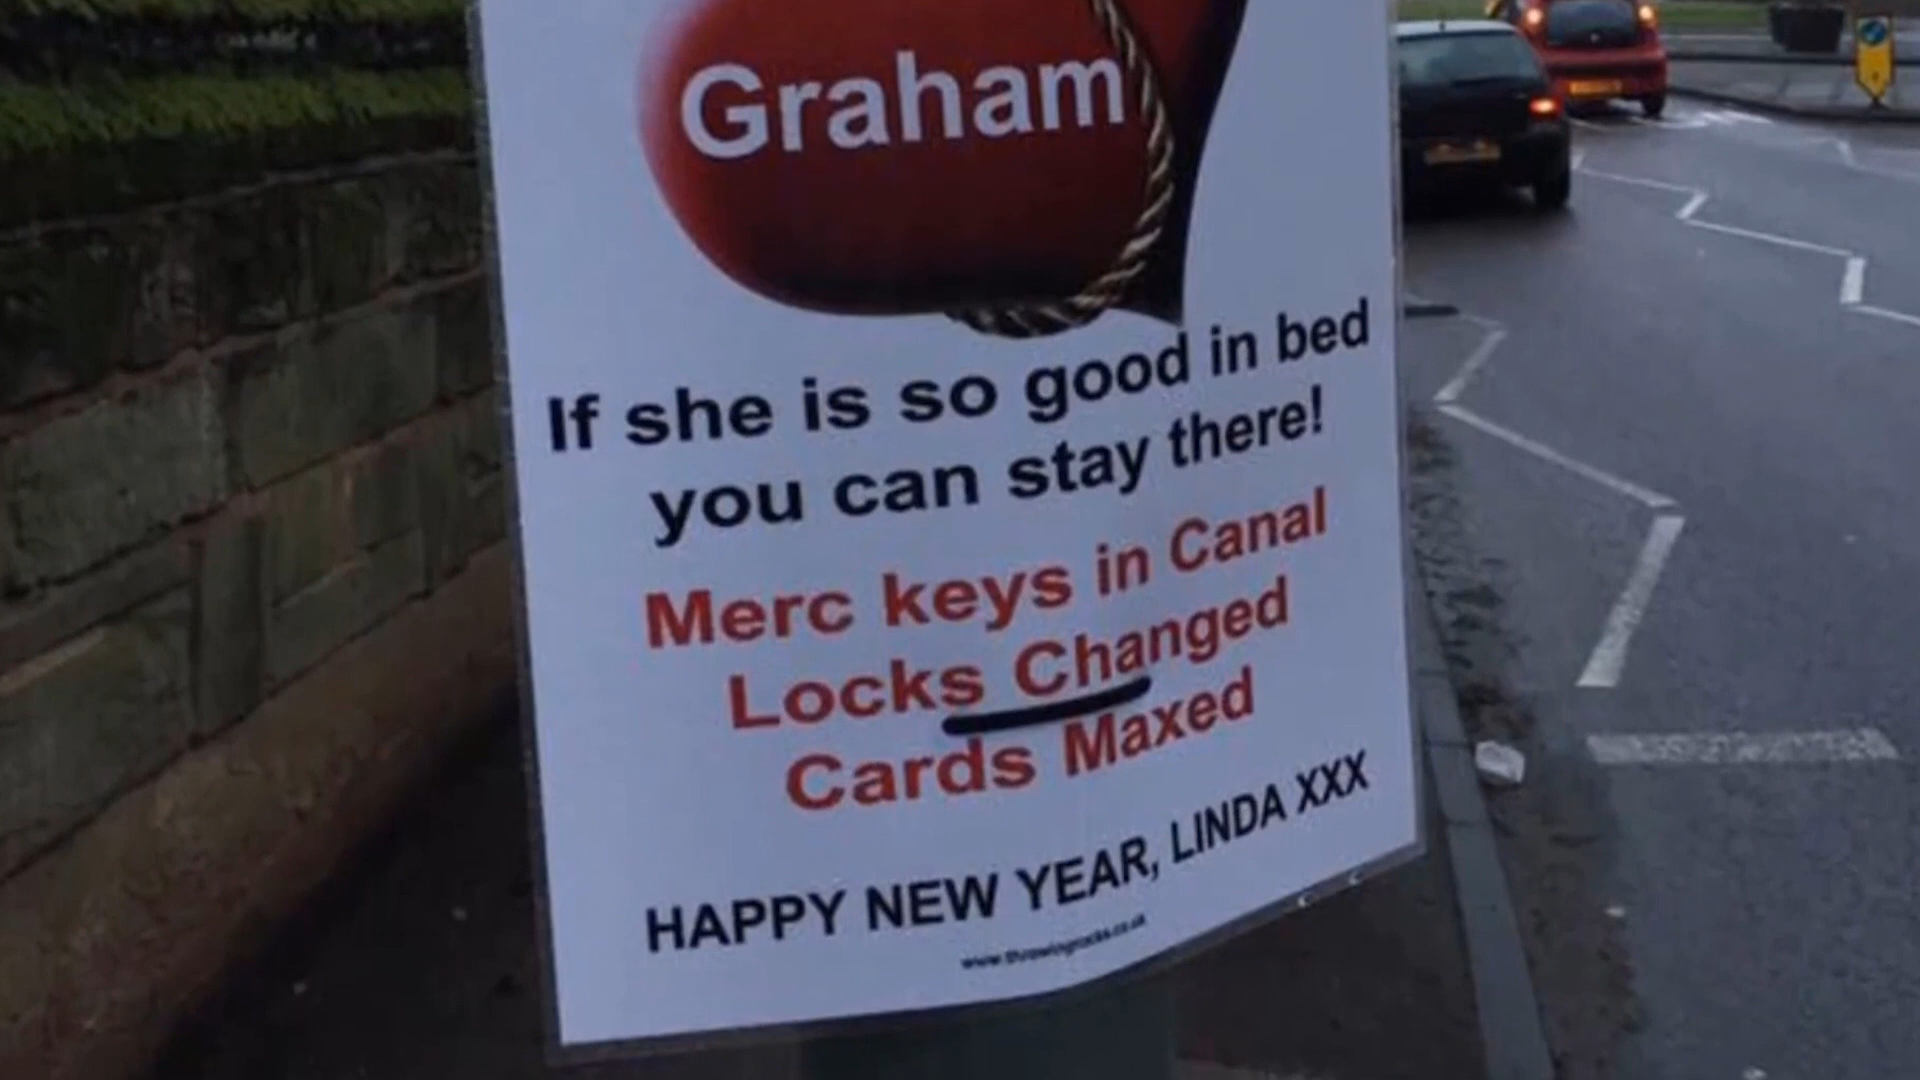 Graham
If she is so good in bed
you can stay there!
Merc keys in Canal
Locks Changed
Cards Maxed
HAPPY NEW YEAR, LINDA XXX